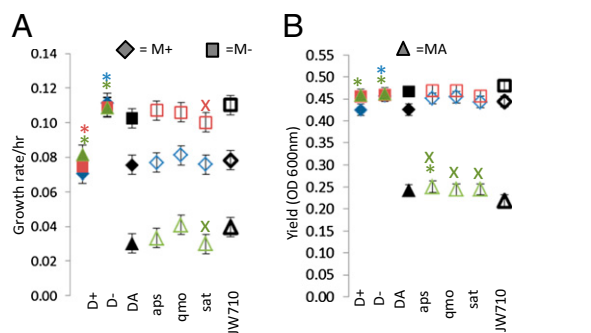 A
B
◆ = M+ ■ =M-
▲ =MA
Growth rate/hr
0.14
0.12
0.10
0.08
0.06
0.04
0.02
0.00
* * * * X X
D+ D- DA aps qmo sat JW710
Yield (OD 600nm)
0.55
0.50
0.45
0.40
0.35
0.30
0.25
0.20
0.15
0.10
0.05
0.00
* * * X * X X
D+ D- DA aps qmo sat JW710